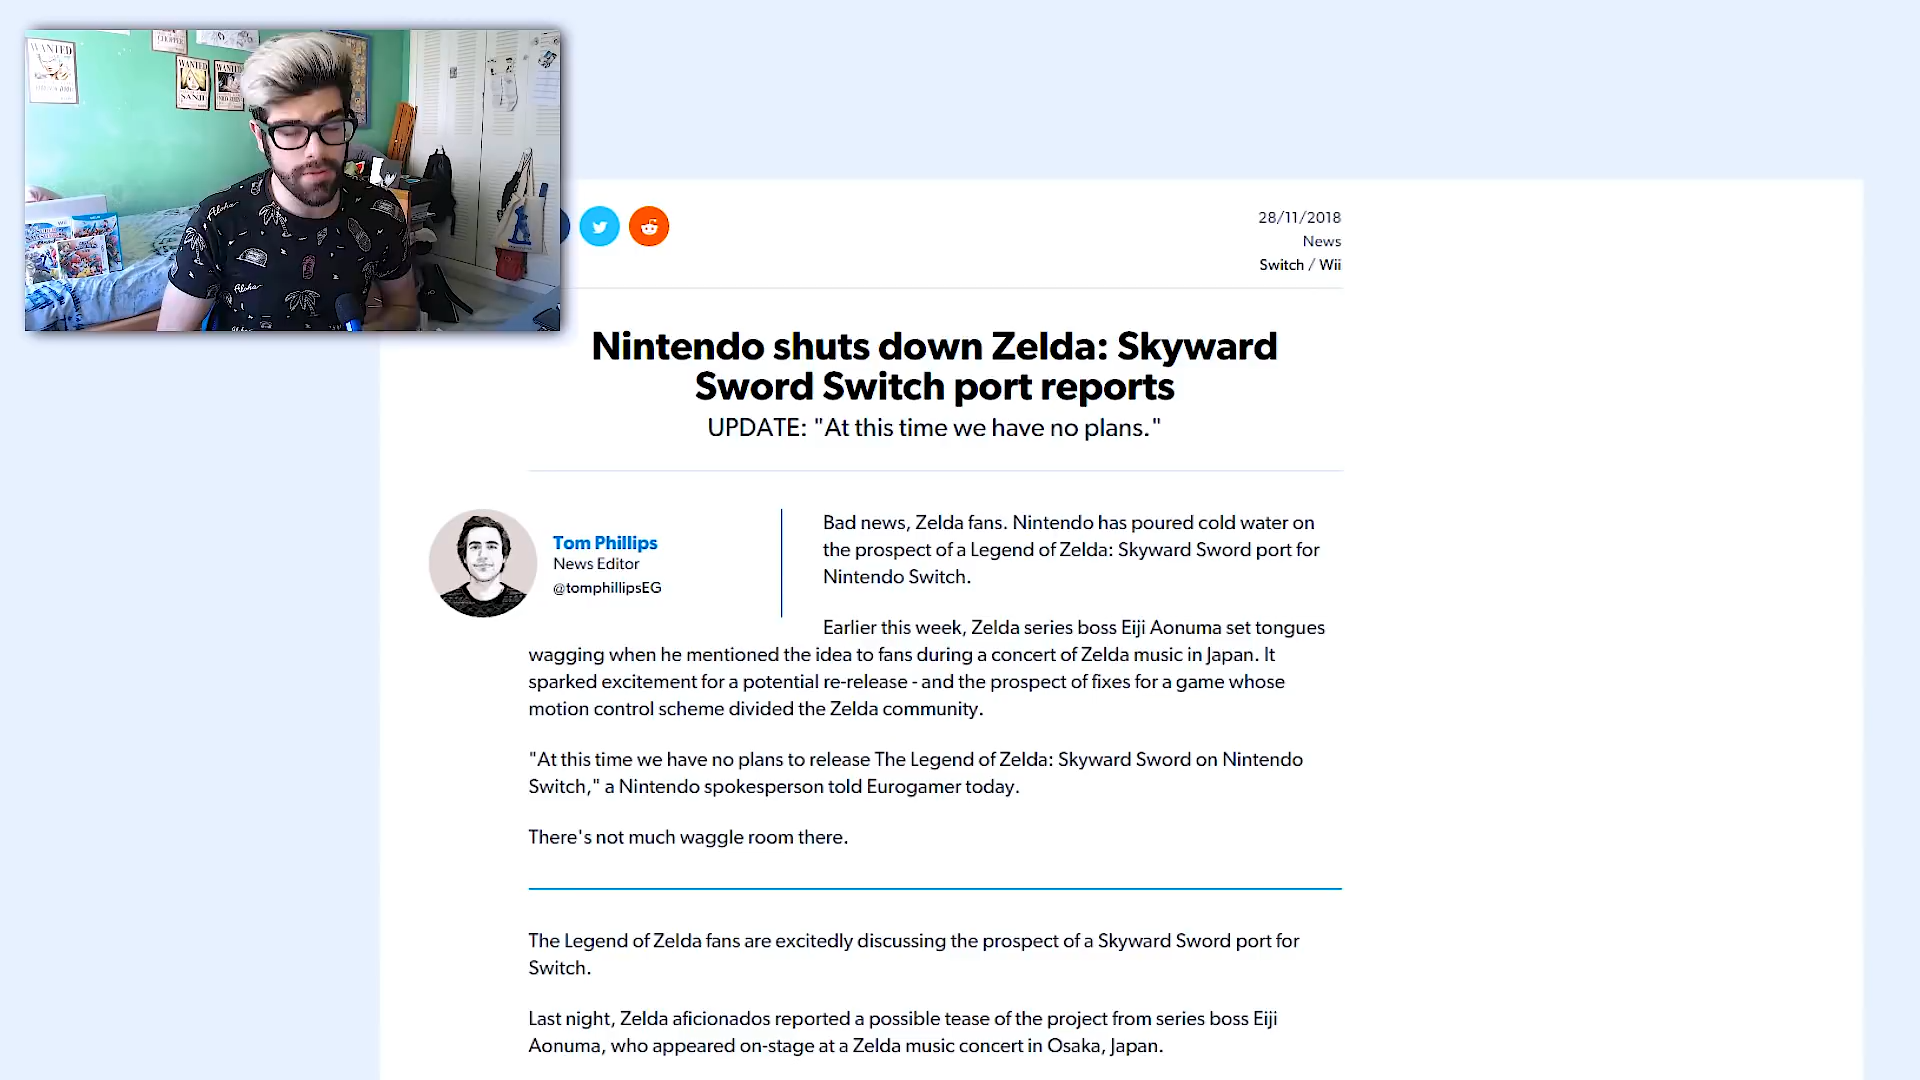 WANTED
CHOPPER
WANTED
SANJI
WANTED
Aloha
Aloha
28/11/2018
News
Switch / Wii
Nintendo shuts down Zelda: Skyward
Sword Switch port reports
UPDATE: "At this time we have no plans."
Tom Phillips
News Editor
@tomphillipsEG
Bad news, Zelda fans. Nintendo has poured cold water on
the prospect of a Legend of Zelda: Skyward Sword port for
Nintendo Switch.
Earlier this week, Zelda series boss Eiji Aonuma set tongues
wagging when he mentioned the idea to fans during a concert of Zelda music in Japan. It
sparked excitement for a potential re-release - and the prospect of fixes for a game whose
motion control scheme divided the Zelda community.
"At this time we have no plans to release The Legend of Zelda: Skyward Sword on Nintendo
Switch," a Nintendo spokesperson told Eurogamer today.
There's not much waggle room there.
The Legend of Zelda fans are excitedly discussing the prospect of a Skyward Sword port for
Switch.
Last night, Zelda aficionados reported a possible tease of the project from series boss Eiji
Aonuma, who appeared on-stage at a Zelda music concert in Osaka, Japan.